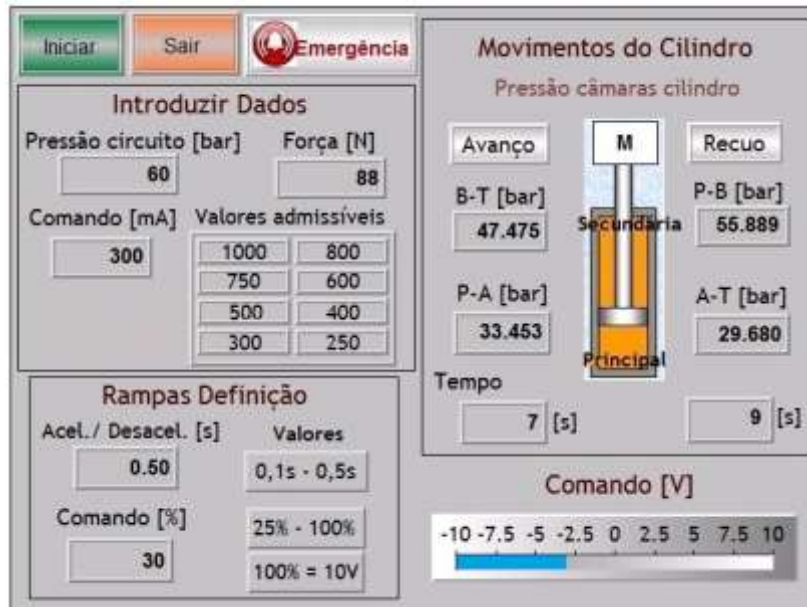 Iniciar
Sair
Emergência
Introduzir Dados
Pressão circuito [bar]
Força [N]
60
88
Comando [mA]
Valores admissíveis
300
1000
800
750
600
500
400
300
250
Rampas Definição
Acel./ Desacel. [s]
Valores
0.50
0,1s - 0,5s
Comando [%]
25% - 100%
30
100% = 10V
Movimentos do Cilindro
Pressão câmaras cilindro
Avanço
M
Recuo
B-T [bar]
P-B [bar]
47.475
Secundária
55.889
P-A [bar]
A-T [bar]
33.453
29.680
Principal
Tempo
7 [s]
9 [s]
Comando [V]
-10 -7.5 -5 -2.5 0 2.5 5 7.5 10